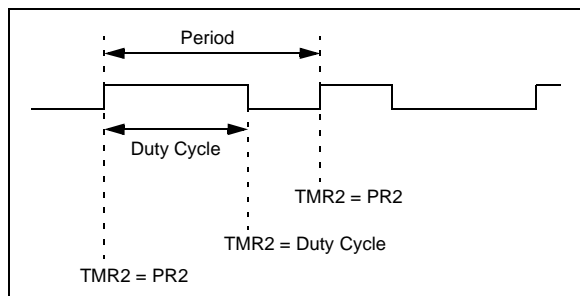 Period
Duty Cycle
TMR2 = PR2
TMR2 = Duty Cycle
TMR2 = PR2